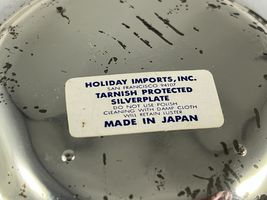 HOLIDAY IMPORTS, INC.
SAN FRANCISCO 94107
TARNISH PROTECTED
SILVERPLATE
DO NOT USE POLISH
CLEANING WITH DAMP CLOTH
WILL RETAIN LUSTER
MADE IN JAPAN